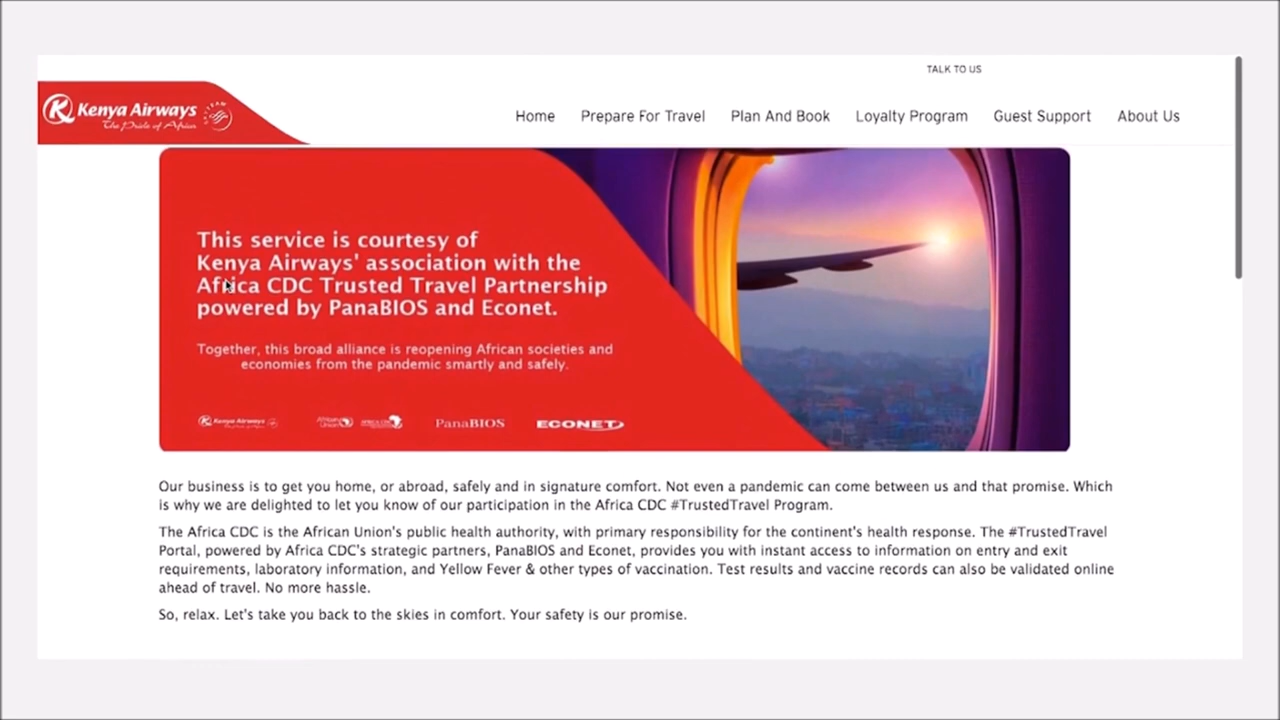 TALK TO US
Kenya Airways
The Pride of Africa
Home Prepare For Travel Plan And Book Loyalty Program Guest Support About Us
This service is courtesy of
Kenya Airways' association with the
Africa CDC Trusted Travel Partnership
powered by PanaBIOS and Econet.
Together, this broad alliance is reopening African societies and
economies from the pandemic smartly and safely.
Kenya Airways PanaBIOS ECONET
Our business is to get you home, or abroad, safely and in signature comfort. Not even a pandemic can come between us and that promise. Which
is why we are delighted to let you know of our participation in the Africa CDC #TrustedTravel Program.
The Africa CDC is the African Union's public health authority, with primary responsibility for the continent's health response. The #TrustedTravel
Portal, powered by Africa CDC's strategic partners, PanaBIOS and Econet, provides you with instant access to information on entry and exit
requirements, laboratory information, and Yellow Fever & other types of vaccination. Test results and vaccine records can also be validated online
ahead of travel. No more hassle.
So, relax. Let's take you back to the skies in comfort. Your safety is our promise.